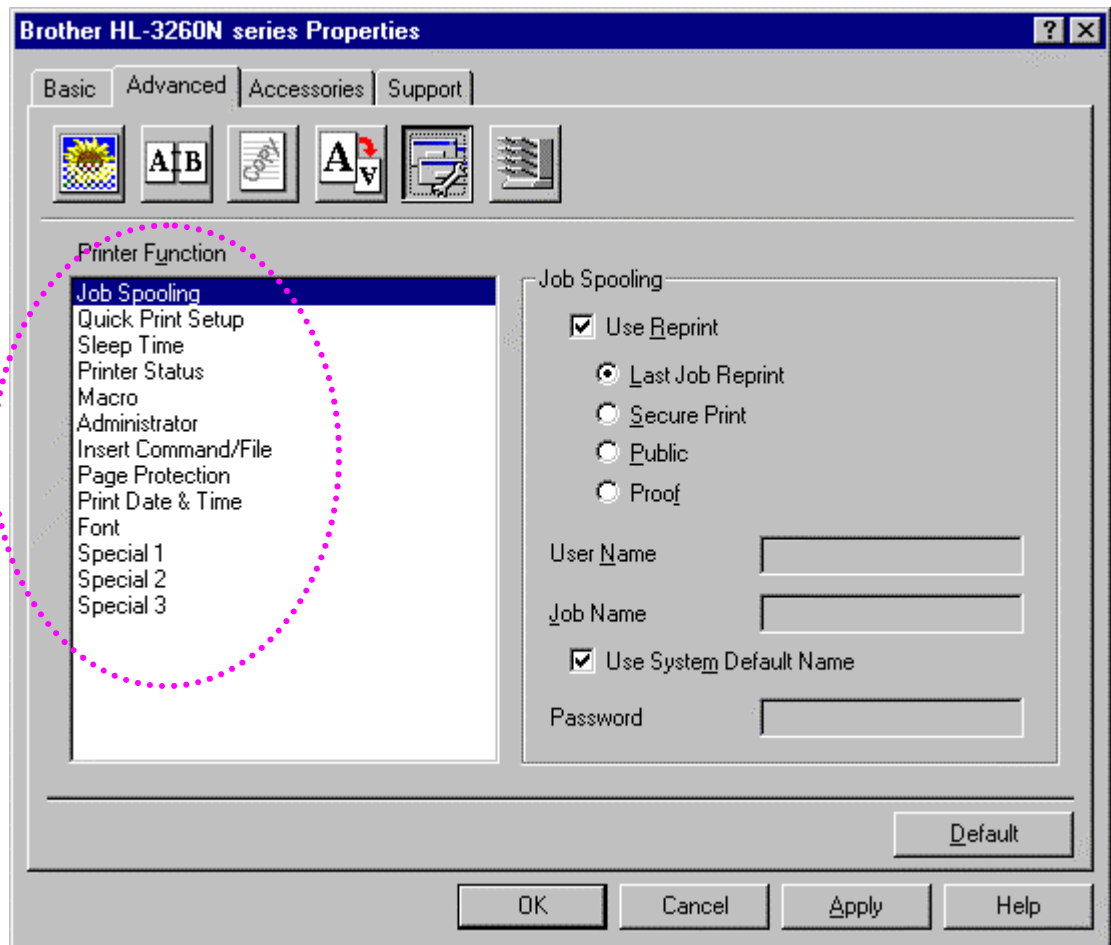 Brother HL-3260N series Properties
? X
Basic Advanced Accessories Support
A B COPY A V
Printer Function
Job Spooling
Quick Print Setup
Sleep Time
Printer Status
Macro
Administrator
Insert Command/File
Page Protection
Print Date & Time
Font
Special 1
Special 2
Special 3
Job Spooling
Use Reprint
Last Job Reprint
Secure Print
Public
Proof
User Name
Job Name
Use System Default Name
Password
Default
OK Cancel Apply Help